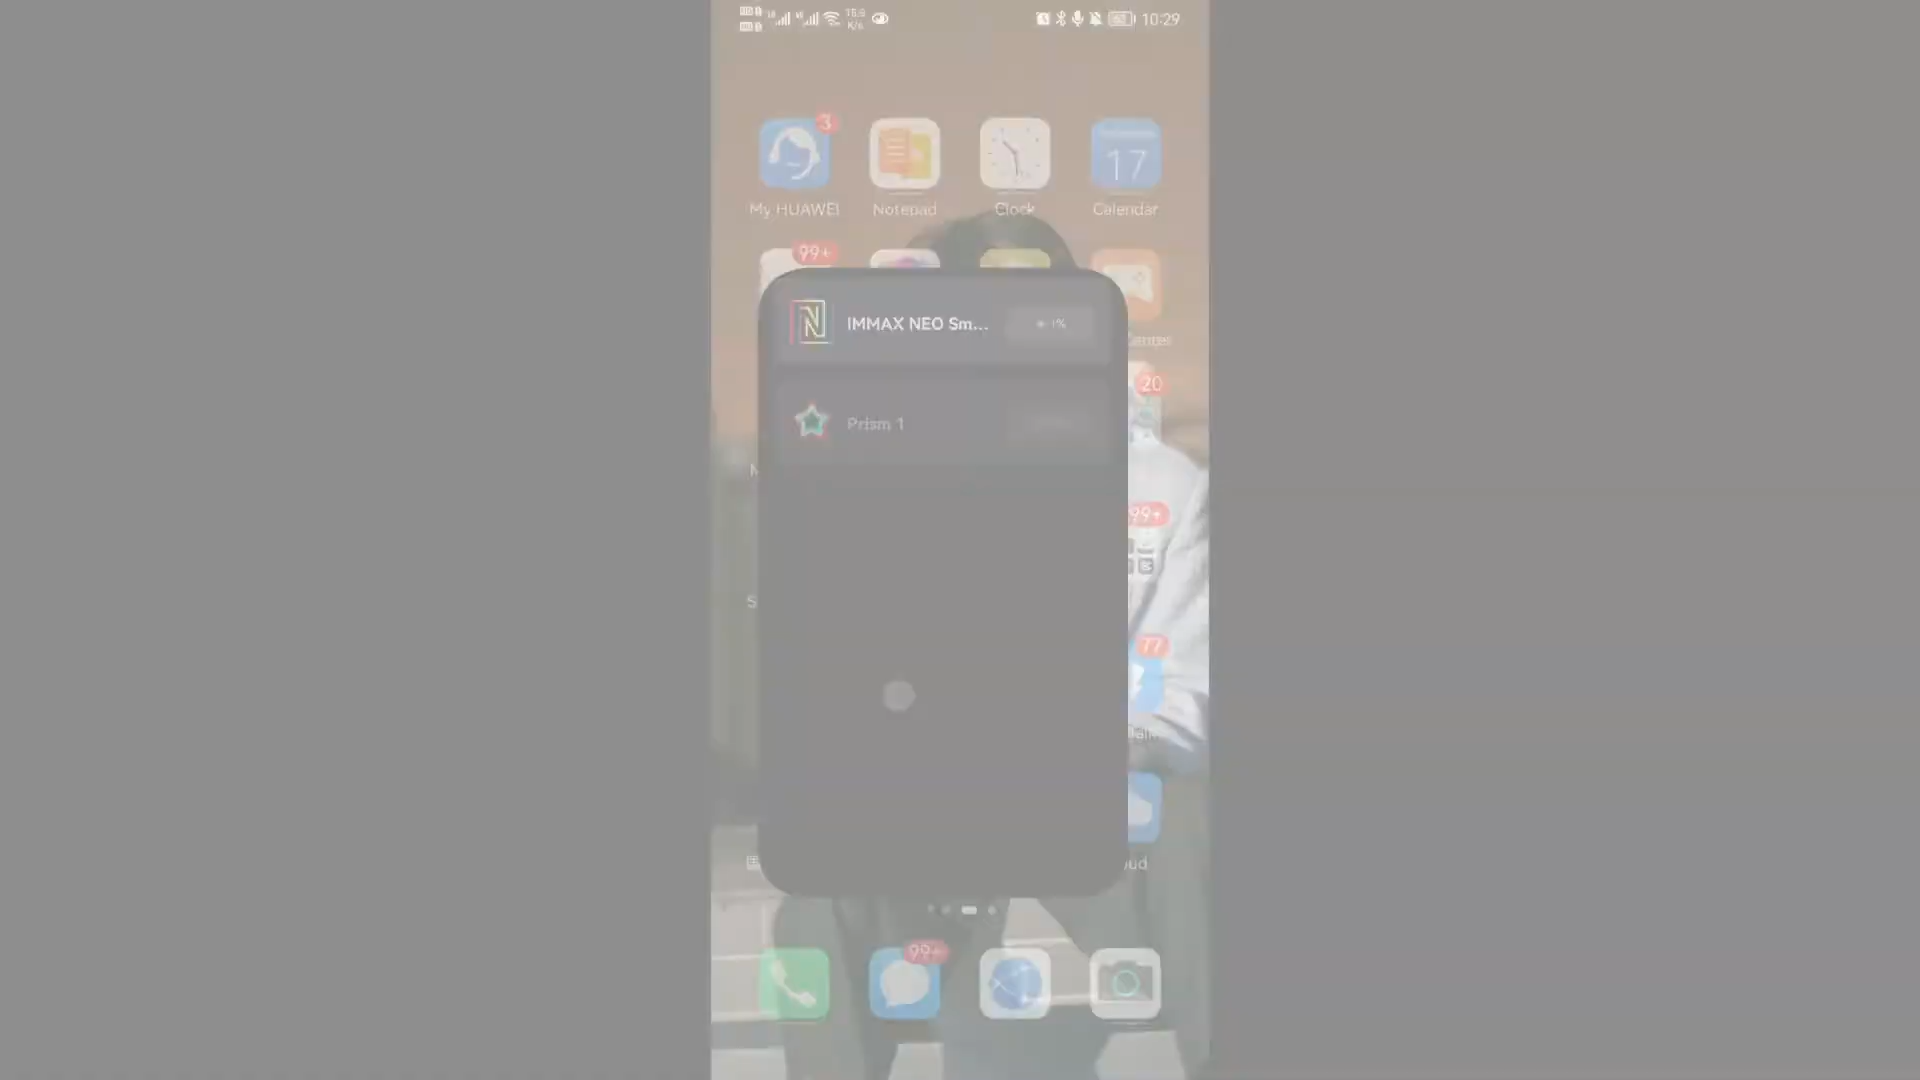 10:29
3
17
My HUAWEI
Notepad
Clock
Calendar
99+
IMMAX NEO Sm...
1%
20
Prism 1
99+
77
99+